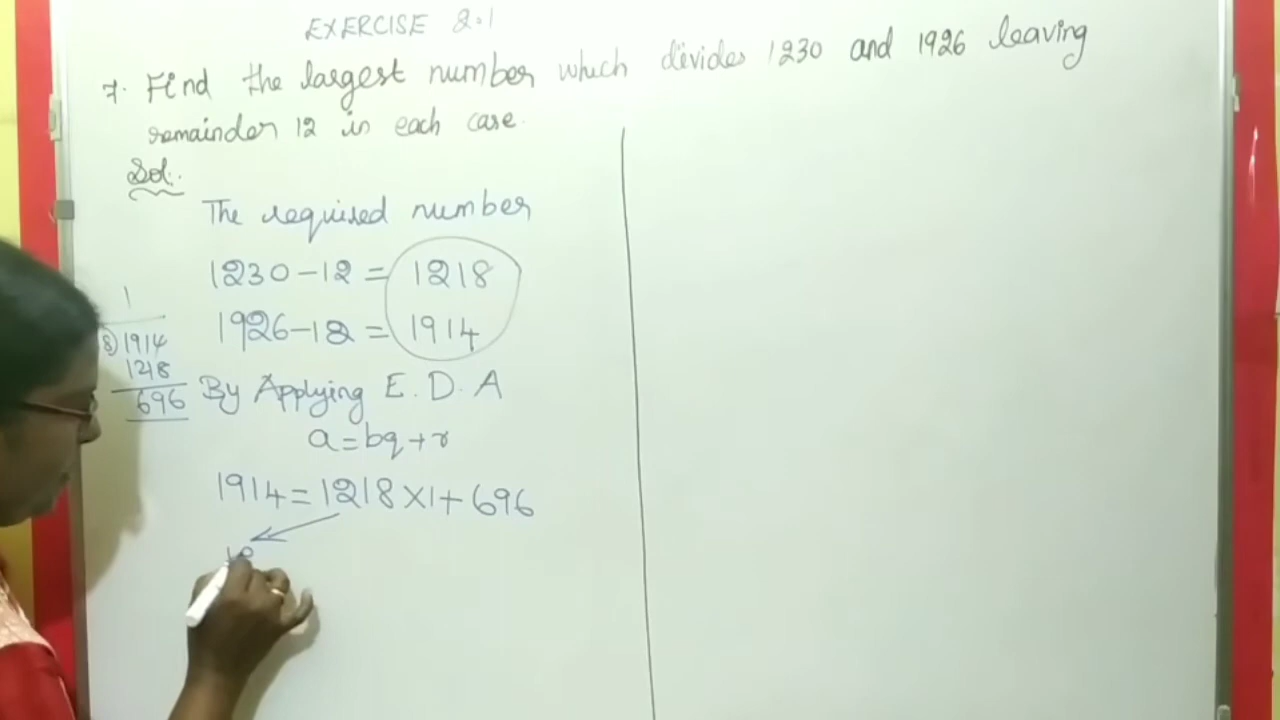 EXERCISE 2.1
7. Find the largest number which divides 1230 and 1926 leaving
remainder 12 in each case.
Sol:.
The required number
1230-12 = 1218
1926-12 = 1914
1
8)1914
1218
696
By Applying E.D.A
a=bq+r
1914=1218×1+696